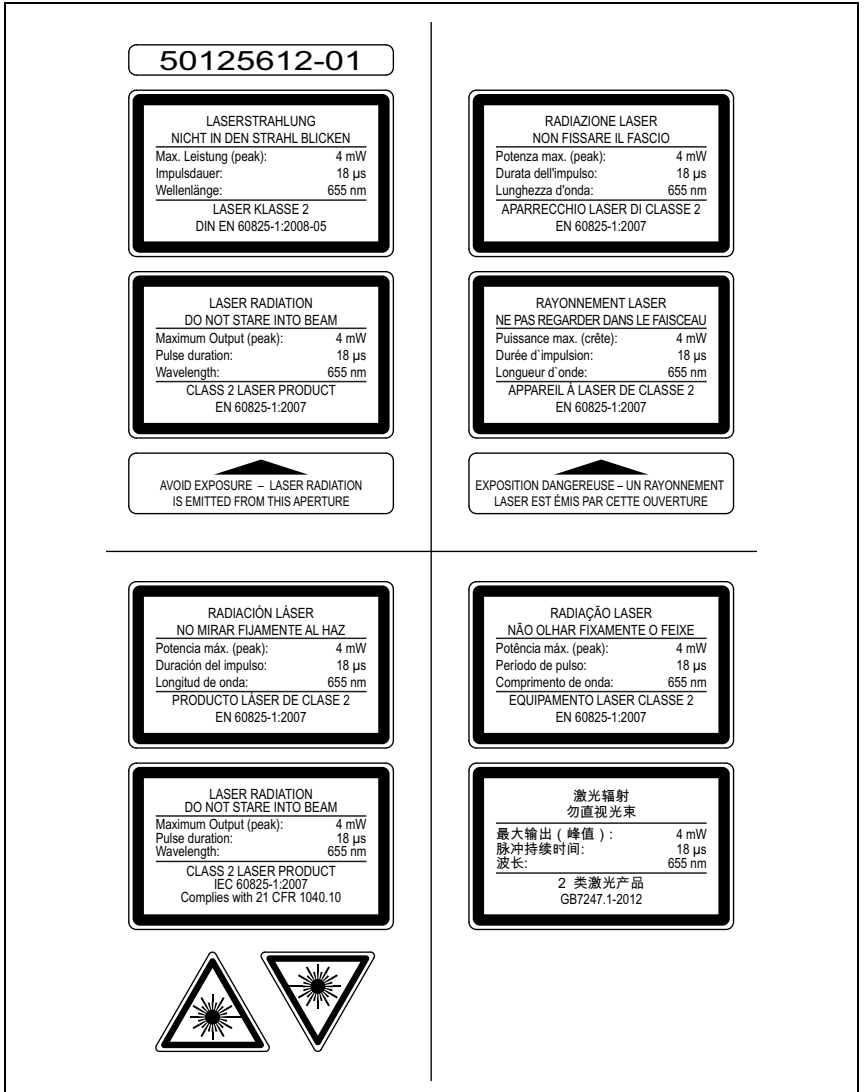 50125612-01
LASERSTRAHLUNG
NICHT IN DEN STRAHL BLICKEN
Max. Leistung (peak): 4 mW
Impulsdauer: 18 µs
Wellenlänge: 655 nm
LASER KLASSE 2
DIN EN 60825-1:2008-05
LASER RADIATION
DO NOT STARE INTO BEAM
Maximum Output (peak): 4 mW
Pulse duration: 18 µs
Wavelength: 655 nm
CLASS 2 LASER PRODUCT
EN 60825-1:2007
AVOID EXPOSURE – LASER RADIATION
IS EMITTED FROM THIS APERTURE
RADIAZIONE LASER
NON FISSARE IL FASCIO
Potenza max. (peak): 4 mW
Durata dell'impulso: 18 µs
Lunghezza d'onda: 655 nm
APARRECCHIO LASER DI CLASSE 2
EN 60825-1:2007
RAYONNEMENT LASER
NE PAS REGARDER DANS LE FAISCEAU
Puissance max. (crête): 4 mW
Durée d`impulsion: 18 µs
Longueur d`onde: 655 nm
APPAREIL À LASER DE CLASSE 2
EN 60825-1:2007
EXPOSITION DANGEREUSE – UN RAYONNEMENT
LASER EST ÉMIS PAR CETTE OUVERTURE
RADIACIÓN LÁSER
NO MIRAR FIJAMENTE AL HAZ
Potencia máx. (peak): 4 mW
Duración del impulso: 18 µs
Longitud de onda: 655 nm
PRODUCTO LÁSER DE CLASE 2
EN 60825-1:2007
LASER RADIATION
DO NOT STARE INTO BEAM
Maximum Output (peak): 4 mW
Pulse duration: 18 µs
Wavelength: 655 nm
CLASS 2 LASER PRODUCT
IEC 60825-1:2007
Complies with 21 CFR 1040.10
RADIAÇÃO LASER
NÃO OLHAR FIXAMENTE O FEIXE
Potência máx. (peak): 4 mW
Período de pulso: 18 µs
Comprimento de onda: 655 nm
EQUIPAMENTO LASER CLASSE 2
EN 60825-1:2007
激光辐射
勿直视光束
最大输出（峰值）: 4 mW
脉冲持续时间: 18 µs
波长: 655 nm
2 类激光产品
GB7247.1-2012